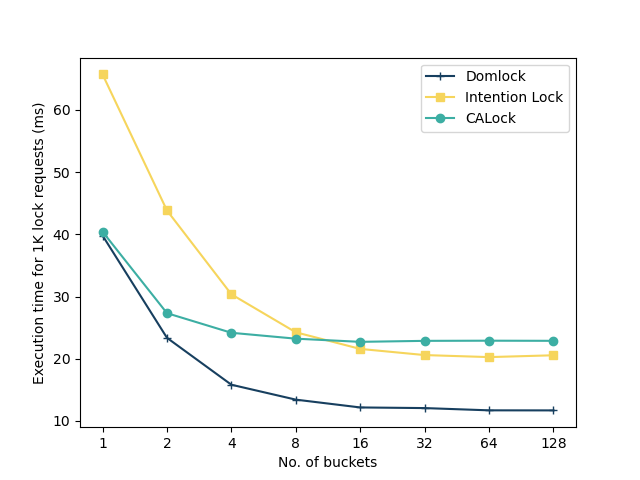 Domlock
Intention Lock
CALock
Execution time for 1K lock requests (ms)
60
50
40
30
20
10
1 2 4 8 16 32 64 128
No. of buckets